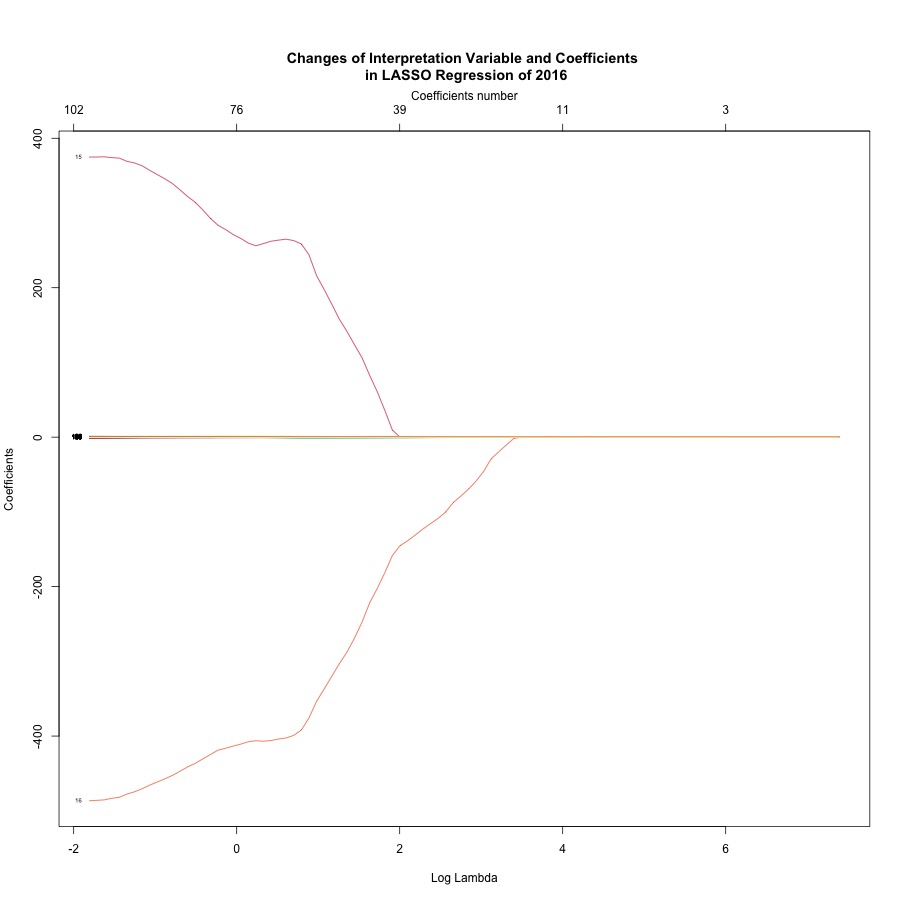 Changes of Interpretation Variable and Coefficients
in LASSO Regression of 2016
Coefficients number
102 76 39 11 3
400
200
0
-200
-400
15
16
Coefficients
-2 0 2 4 6
Log Lambda